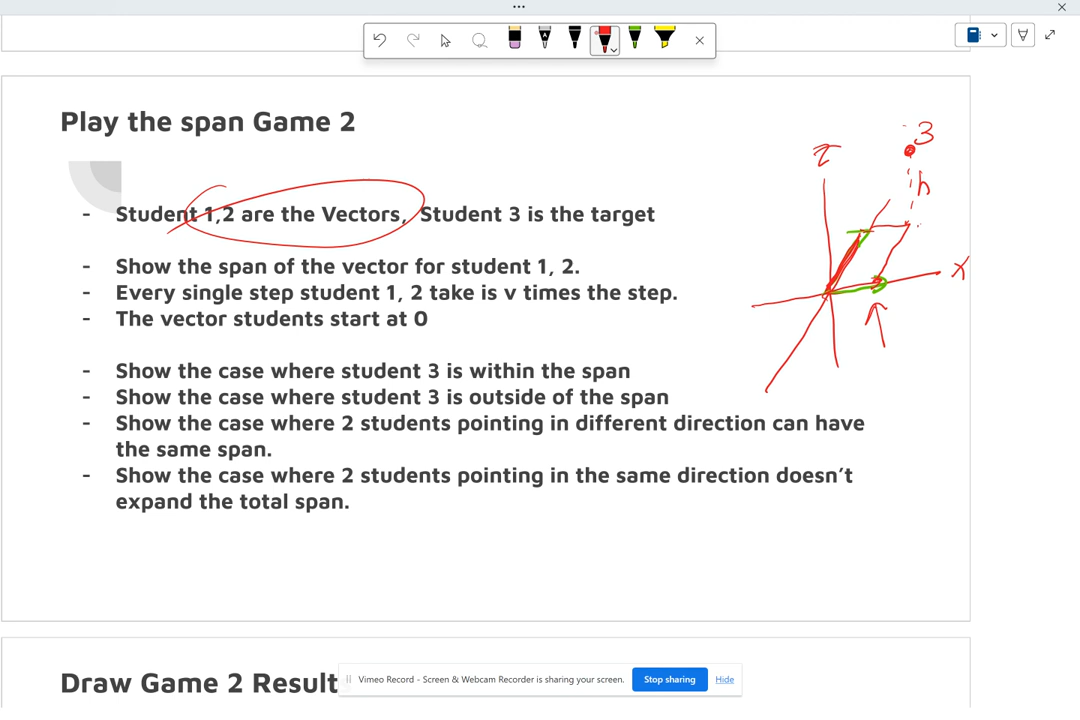 Play the span Game 2
- Student 1,2 are the Vectors, Student 3 is the target
- Show the span of the vector for student 1, 2.
- Every single step student 1, 2 take is v times the step.
- The vector students start at 0
- Show the case where student 3 is within the span
- Show the case where student 3 is outside of the span
- Show the case where 2 students pointing in different direction can have
the same span.
- Show the case where 2 students pointing in the same direction doesn't
expand the total span.
3
z
h
x
Draw Game 2 Result
Vimeo Record - Screen & Webcam Recorder is sharing your screen.
Stop sharing
Hide